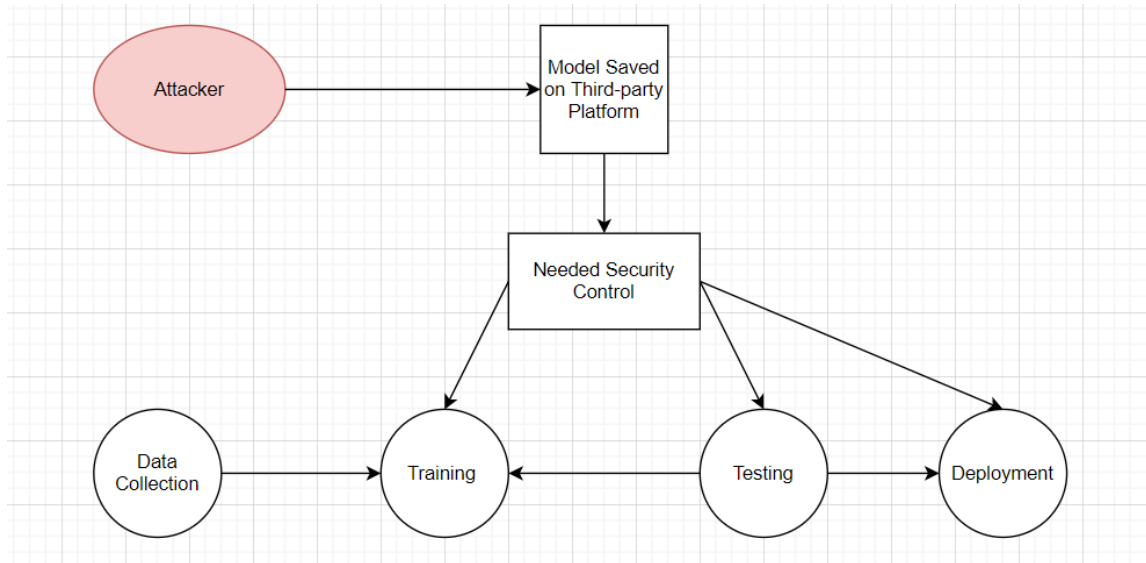 Attacker
Model Saved
on Third-party
Platform
Needed Security
Control
Data
Collection
Training
Testing
Deployment